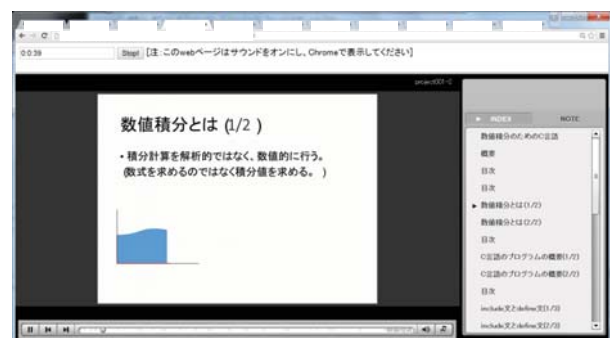 0:0:39
Stop!
[注：このwebページはサウンドをオンにし、Chromeで表示してください]
project001-0
数値積分とは (1/2 )
・積分計算を解析的ではなく、数値的に行う。
(数式を求めるのではなく積分値を求める。 )
INDEX
NOTE
数値積分のためのC言語
概要
目次
目次
数値積分とは(1/2)
数値積分とは(2/2)
目次
C言語のプログラムの概要(1/2)
C言語のプログラムの概要(2/2)
目次
include文とdefine文(1/3)
include文とdefine文(2/3)